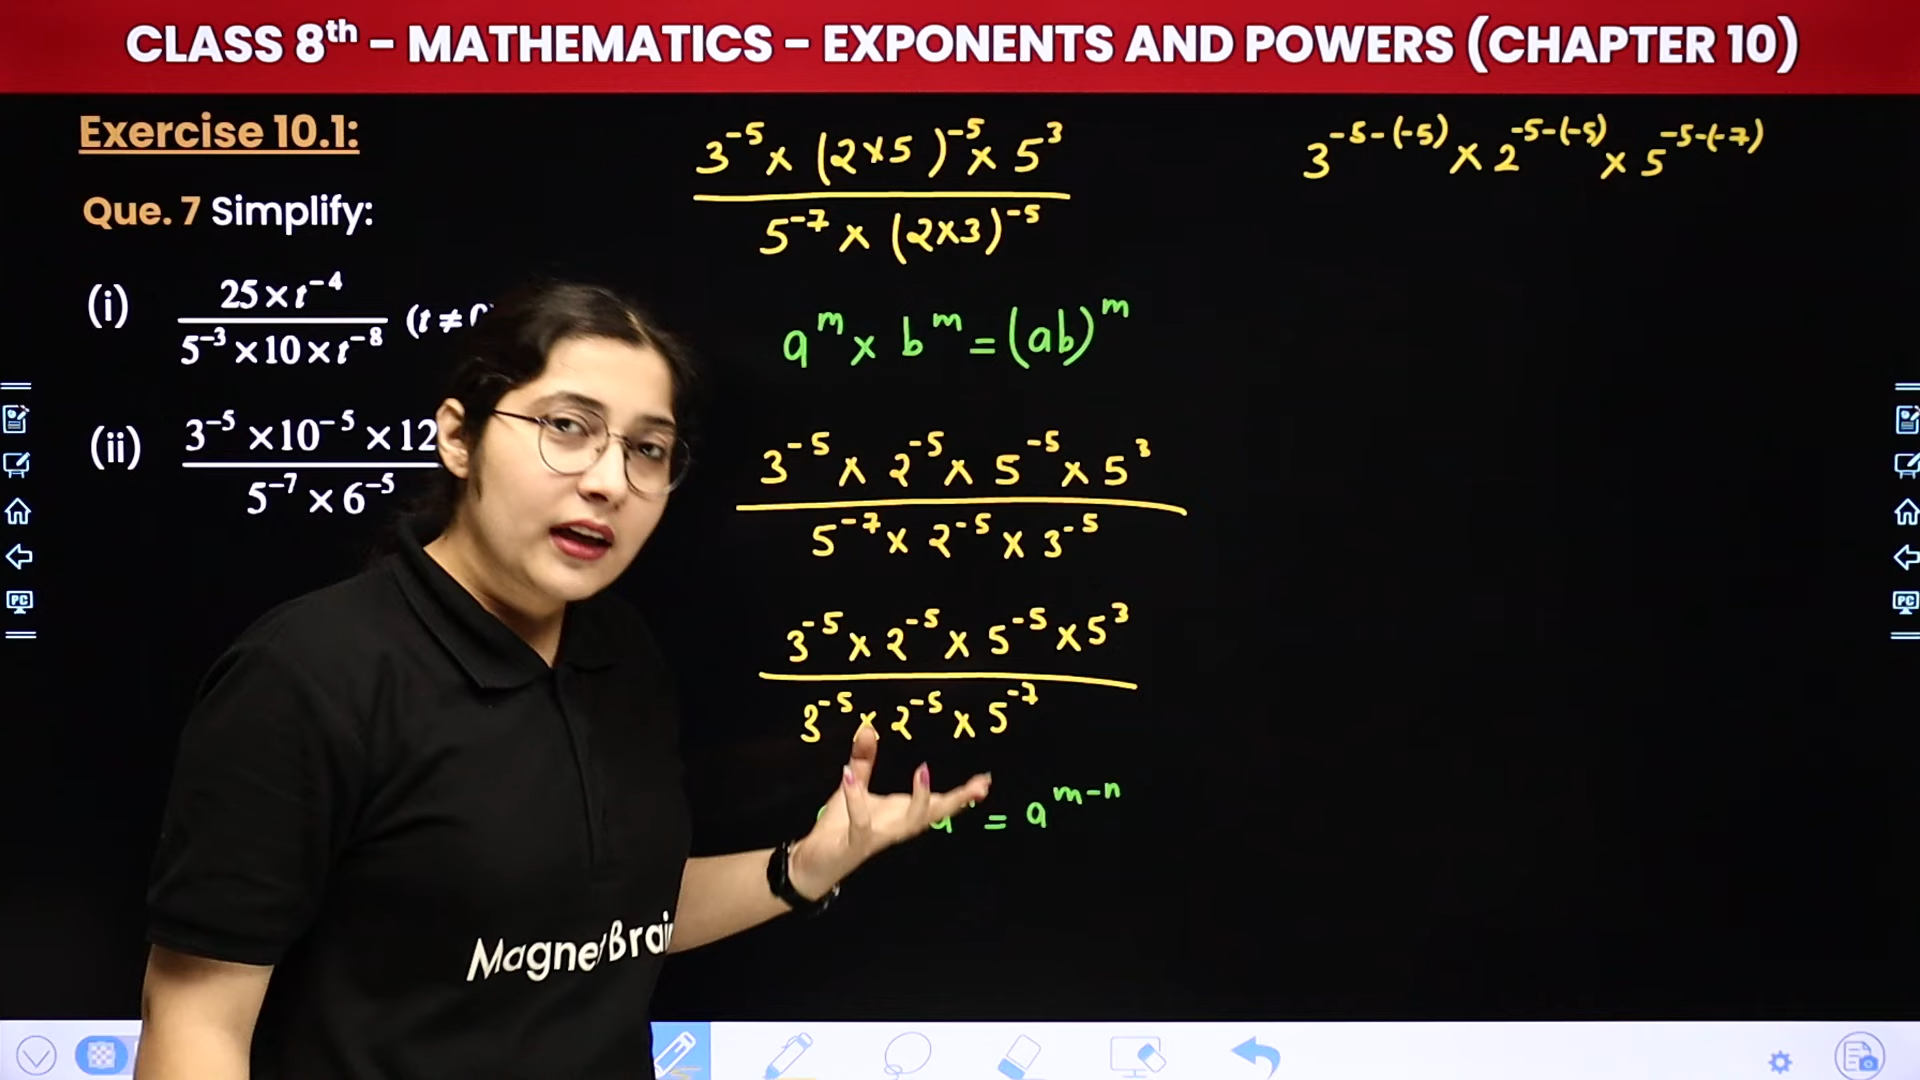 CLASS 8th - MATHEMATICS - EXPONENTS AND POWERS (CHAPTER 10)
Exercise 10.1:
Que. 7 Simplify:
(i) 25 × t⁻⁴
5⁻³ × 10 × t⁻⁸ (t ≠
(ii) 3⁻⁵ × 10⁻⁵ × 12
5⁻⁷ × 6⁻⁵
3⁻⁵ × (2×5)⁻⁵ × 5³
5⁻⁷ × (2×3)⁻⁵
aᵐ × bᵐ = (ab)ᵐ
3⁻⁵ × 2⁻⁵ × 5⁻⁵ × 5³
5⁻⁷ × 2⁻⁵ × 3⁻⁵
3⁻⁵ × 2⁻⁵ × 5⁻⁵ × 5³
3⁻⁵ × 2⁻⁵ × 5⁻⁷
= aᵐ⁻ⁿ
3⁻⁵⁻⁽⁻⁵⁾ × 2⁻⁵⁻⁽⁻⁵⁾ × 5⁻⁵⁻⁽⁻⁷⁾
Magnet Brain
PC
PC